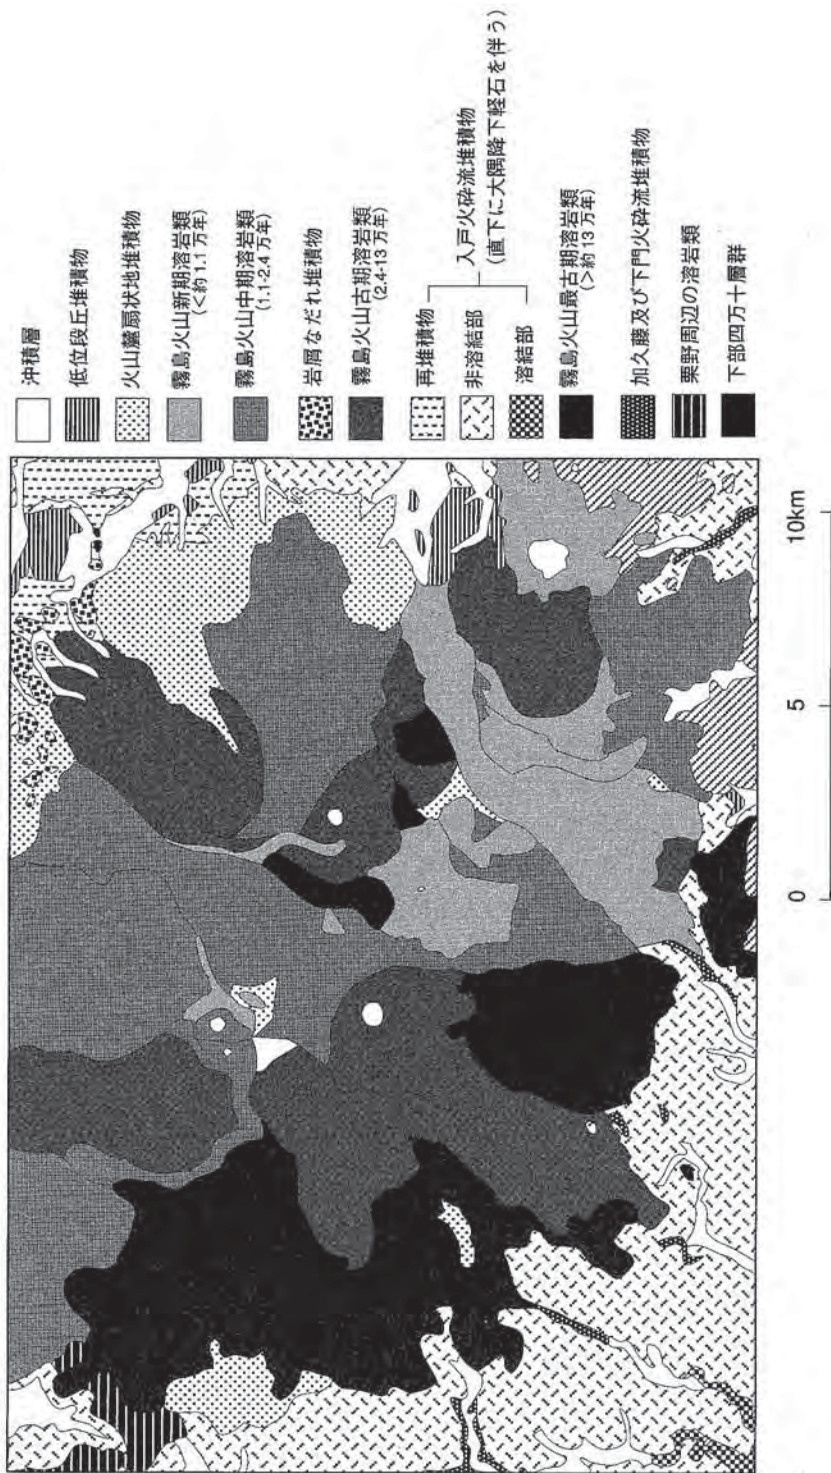 沖積層
低位段丘堆積物
火山麓扇状地堆積物
霧島火山新期溶岩類
(<約1.1万年)
霧島火山中期溶岩類
(1.1-2.4万年)
岩屑なだれ堆積物
霧島火山古期溶岩類
(2.4-13万年)
再堆積物
非溶結部
溶結部
入戸火砕流堆積物
(直下に大隅降下軽石を伴う)
霧島火山最古期溶岩類
(>約13万年)
加久藤及び下門火砕流堆積物
栗野周辺の溶岩類
下部四万十層群
0
5
10km